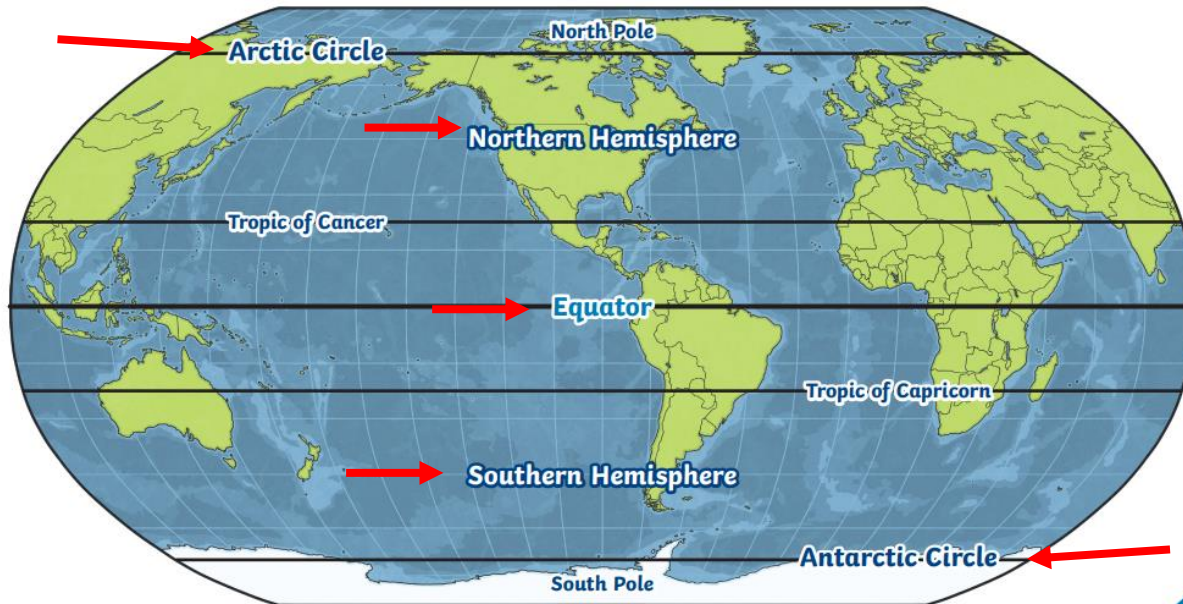 North Pole
Arctic Circle
Northern Hemisphere
Tropic of Cancer
Equator
Tropic of Capricorn
Southern Hemisphere
Antarctic Circle
South Pole